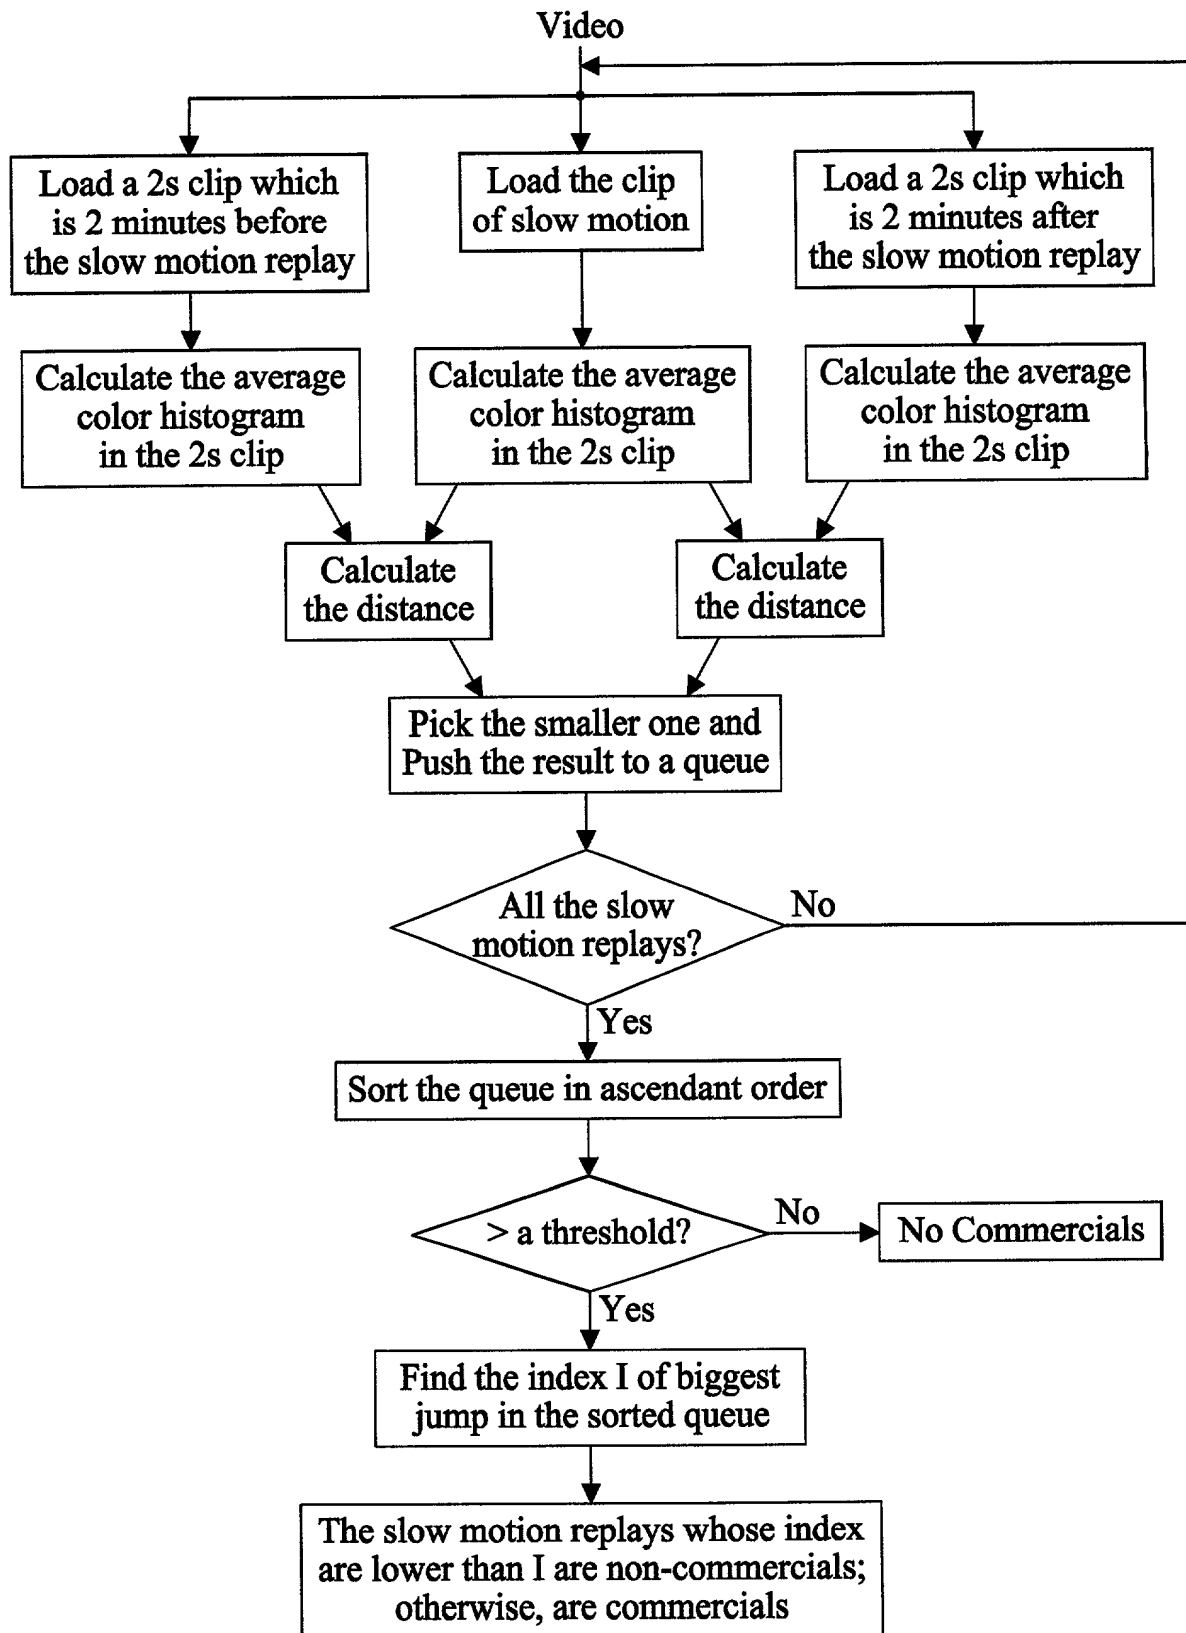 Video
Load a 2s clip which
is 2 minutes before
the slow motion replay
Load the clip
of slow motion
Load a 2s clip which
is 2 minutes after
the slow motion replay
Calculate the average
color histogram
in the 2s clip
Calculate the average
color histogram
in the 2s clip
Calculate the average
color histogram
in the 2s clip
Calculate
the distance
Calculate
the distance
Pick the smaller one and
Push the result to a queue
All the slow
motion replays?
No
Yes
Sort the queue in ascendant order
> a threshold?
No
No Commercials
Yes
Find the index I of biggest
jump in the sorted queue
The slow motion replays whose index
are lower than I are non-commercials;
otherwise, are commercials